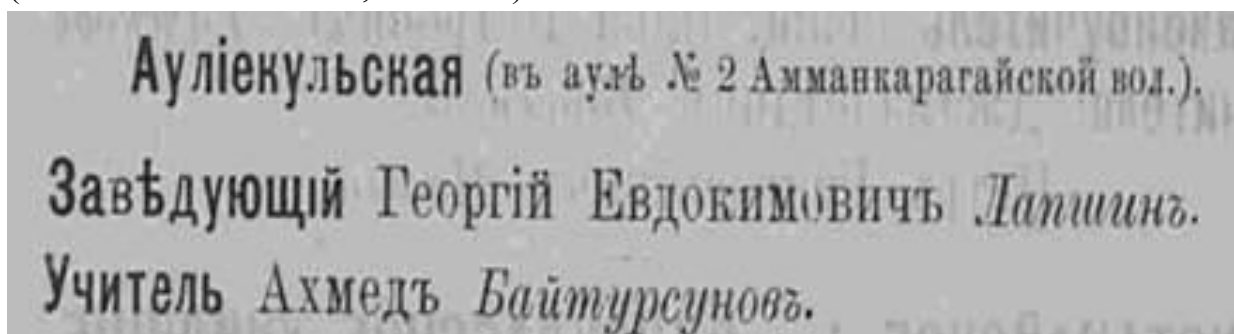 Ауліекульская (въ аулѣ № 2 Амманкарагайской вол.).
Завѣдующій Георгій Евдокимовичъ Лапшинъ.
Учитель Ахмедъ Байтурсуновъ.